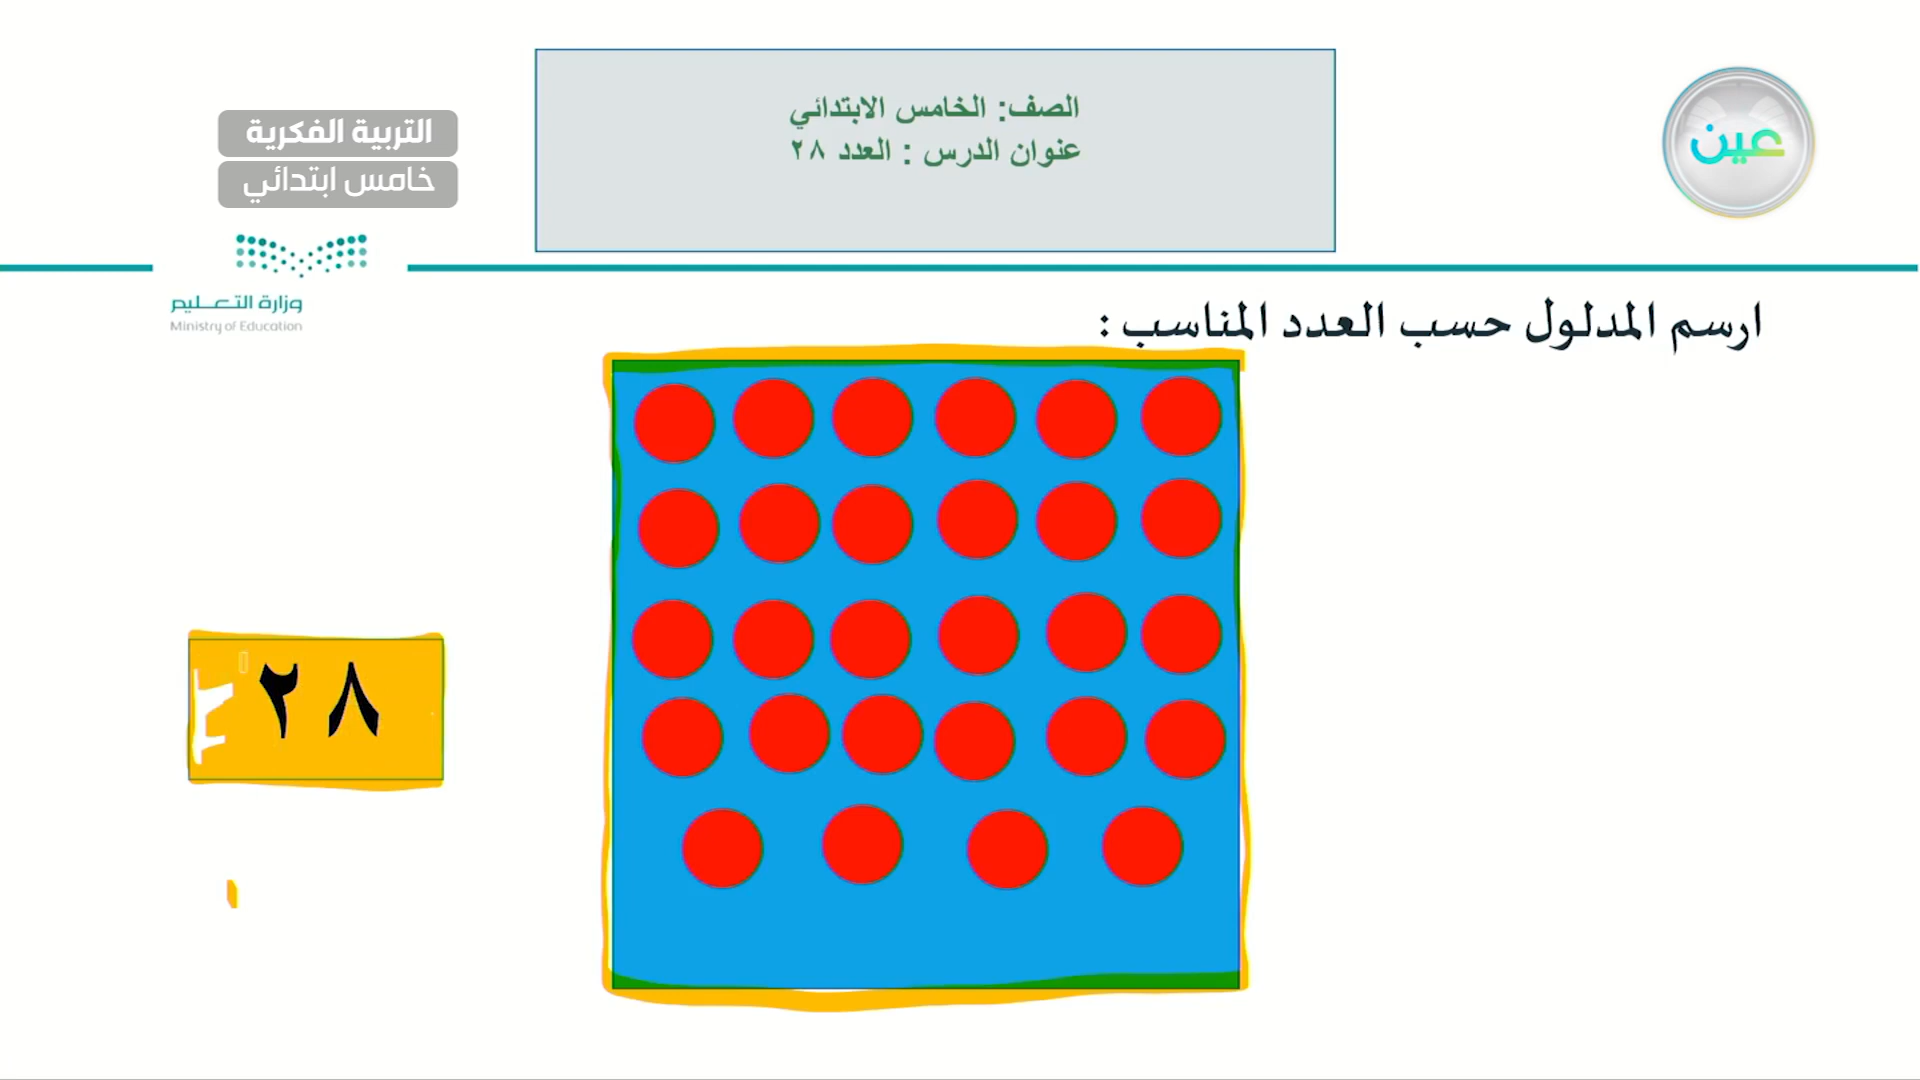 الصف: الخامس الابتدائي
عنوان الدرس : العدد ٢٨
عين
التربية الفكرية
خامس ابتدائي
وزارة التعليم
Ministry of Education
ارسم المدلول حسب العدد المناسب :
٢٨